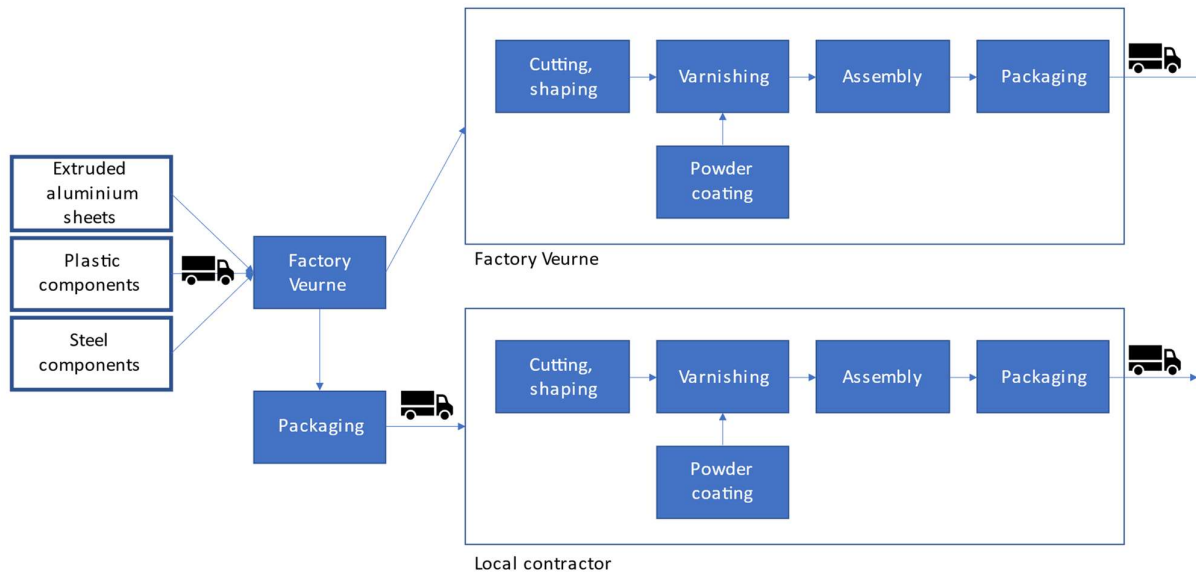 Cutting,
shaping
Varnishing
Assembly
Packaging
Powder
coating
Factory Veurne
Extruded
aluminium
sheets
Plastic
components
Steel
components
Factory
Veurne
Packaging
Cutting,
shaping
Varnishing
Assembly
Packaging
Powder
coating
Local contractor